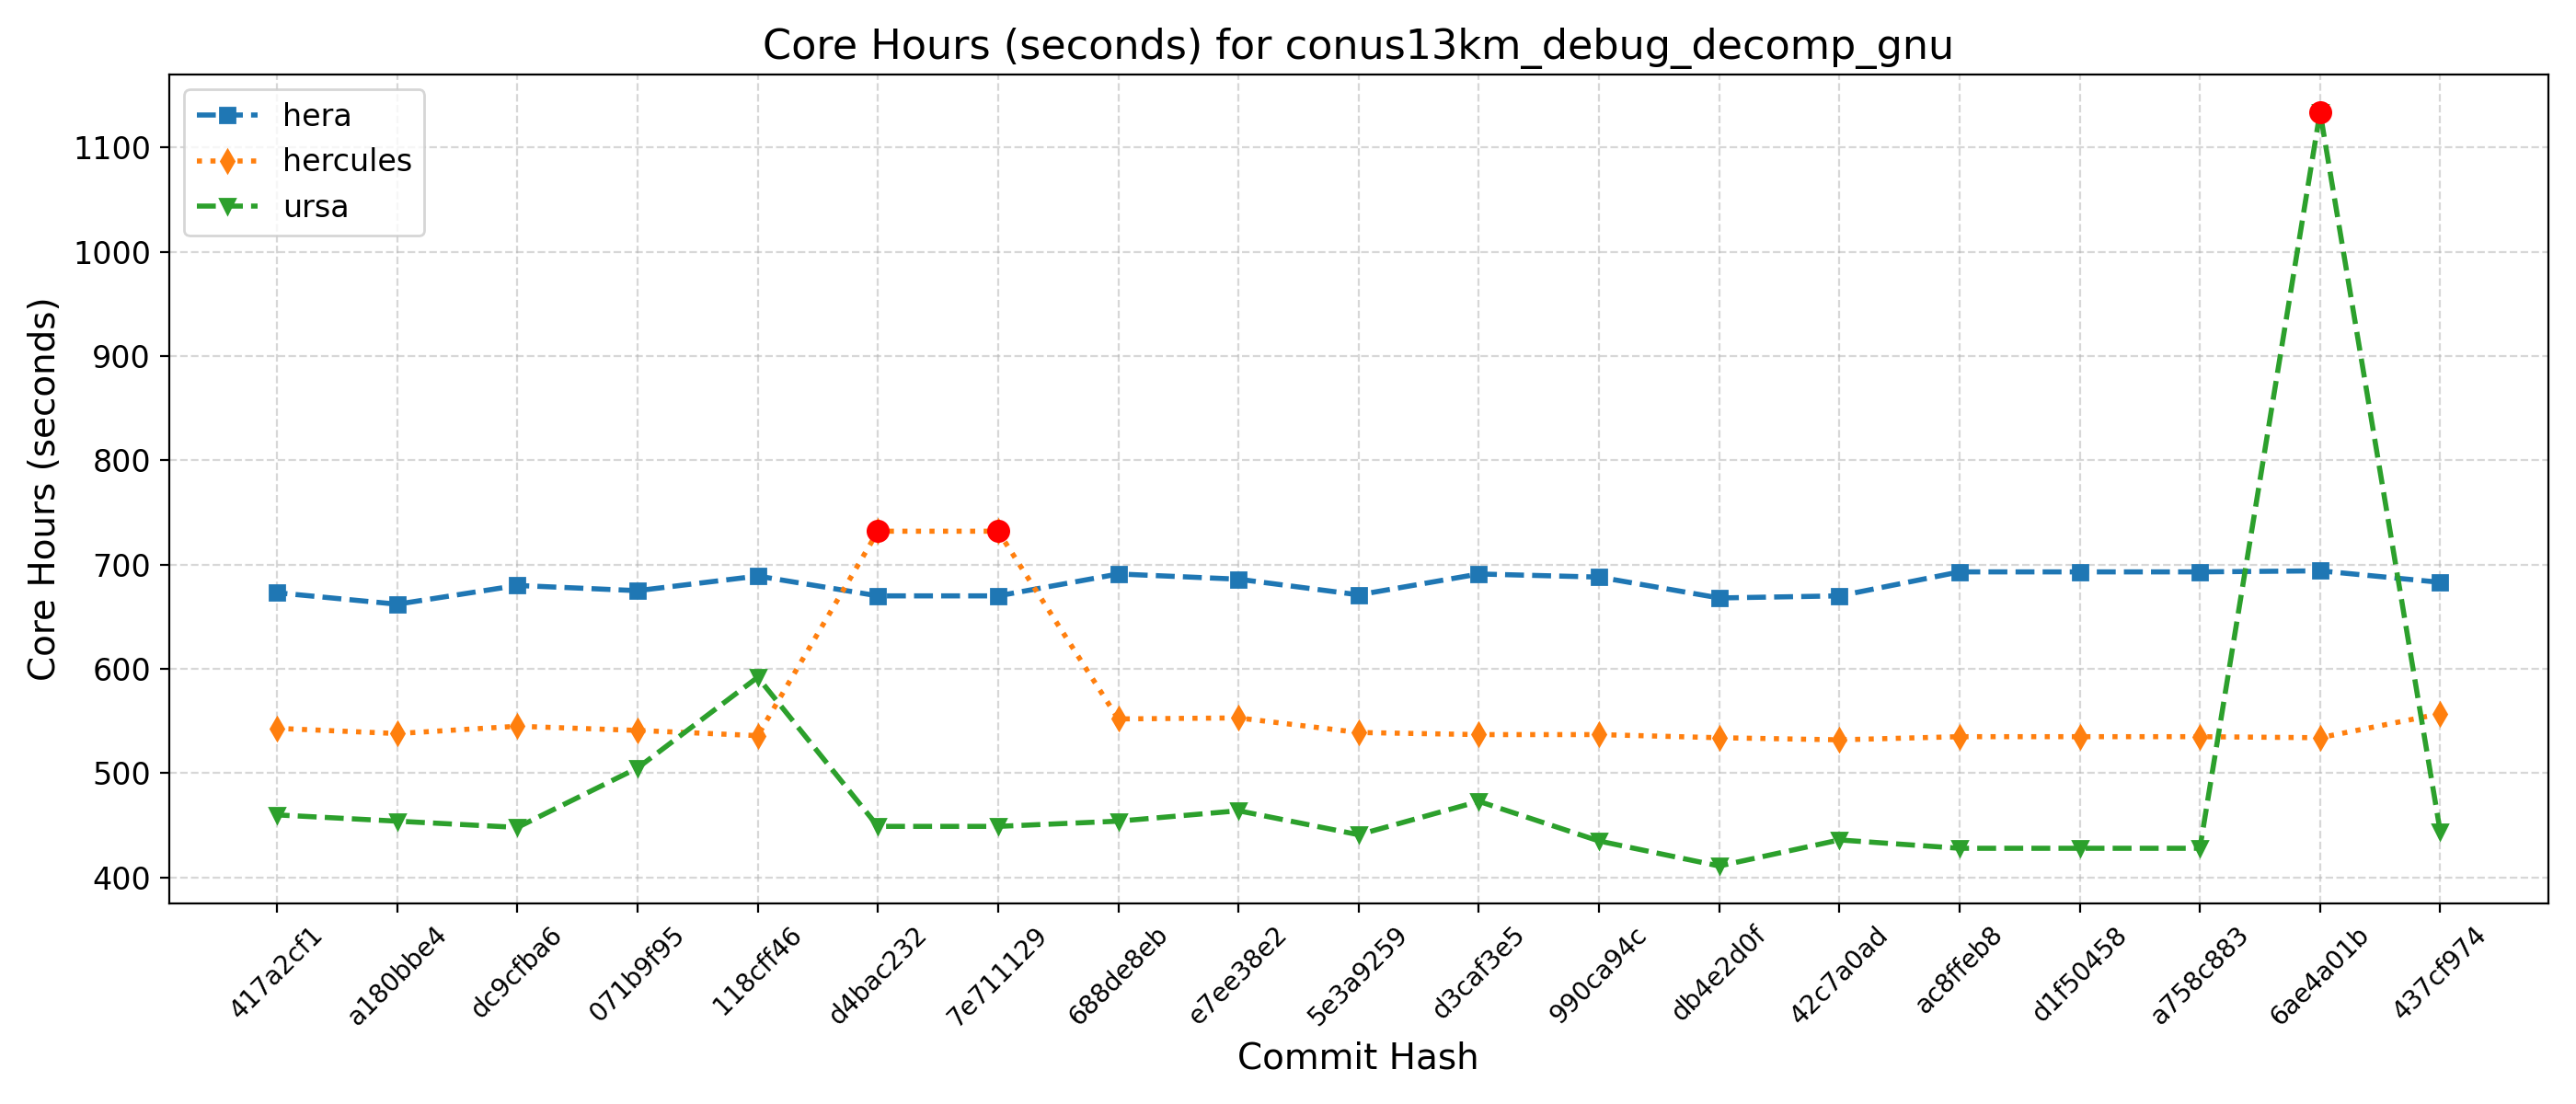 Core Hours (seconds) for conus13km_debug_decomp_gnu
hera
hercules
ursa
Core Hours (seconds)
1100
1000
900
800
700
600
500
400
417a2cf1
a180bbe4
dc9cfba6
071b9f95
118cff46
d4bac232
7e711129
688de8eb
e7ee38e2
5e3a9259
d3caf3e5
990ca94c
db4e2d0f
42c7a0ad
ac8ffeb8
d1f50458
a758c883
6ae4a01b
437cf974
Commit Hash